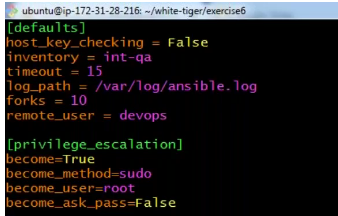 ubuntu@ip-172-31-28-216: ~/white-tiger/exercise6
[defaults]
host_key_checking = False
inventory = int-qa
timeout = 15
log_path = /var/log/ansible.log
forks = 10
remote_user = devops
[privilege_escalation]
become=True
become_method=sudo
become_user=root
become_ask_pass=False